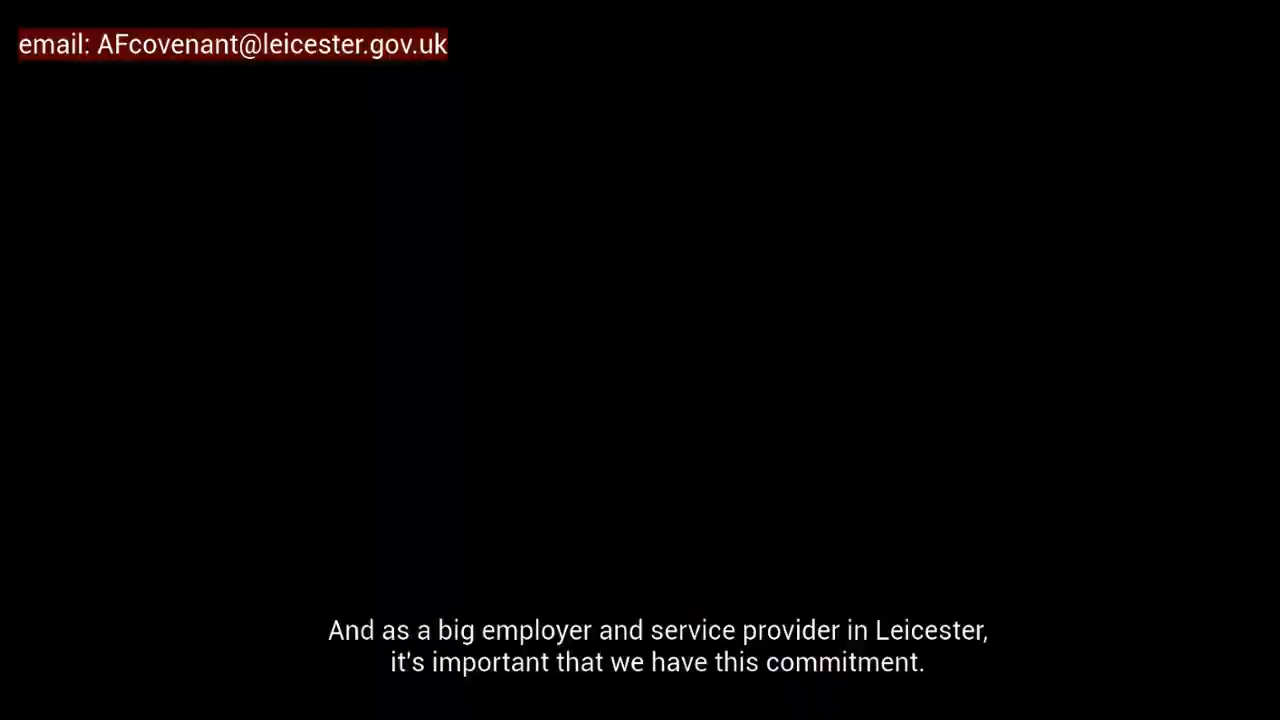 email: AFcovenant@leicester.gov.uk
And as a big employer and service provider in Leicester,
it's important that we have this commitment.